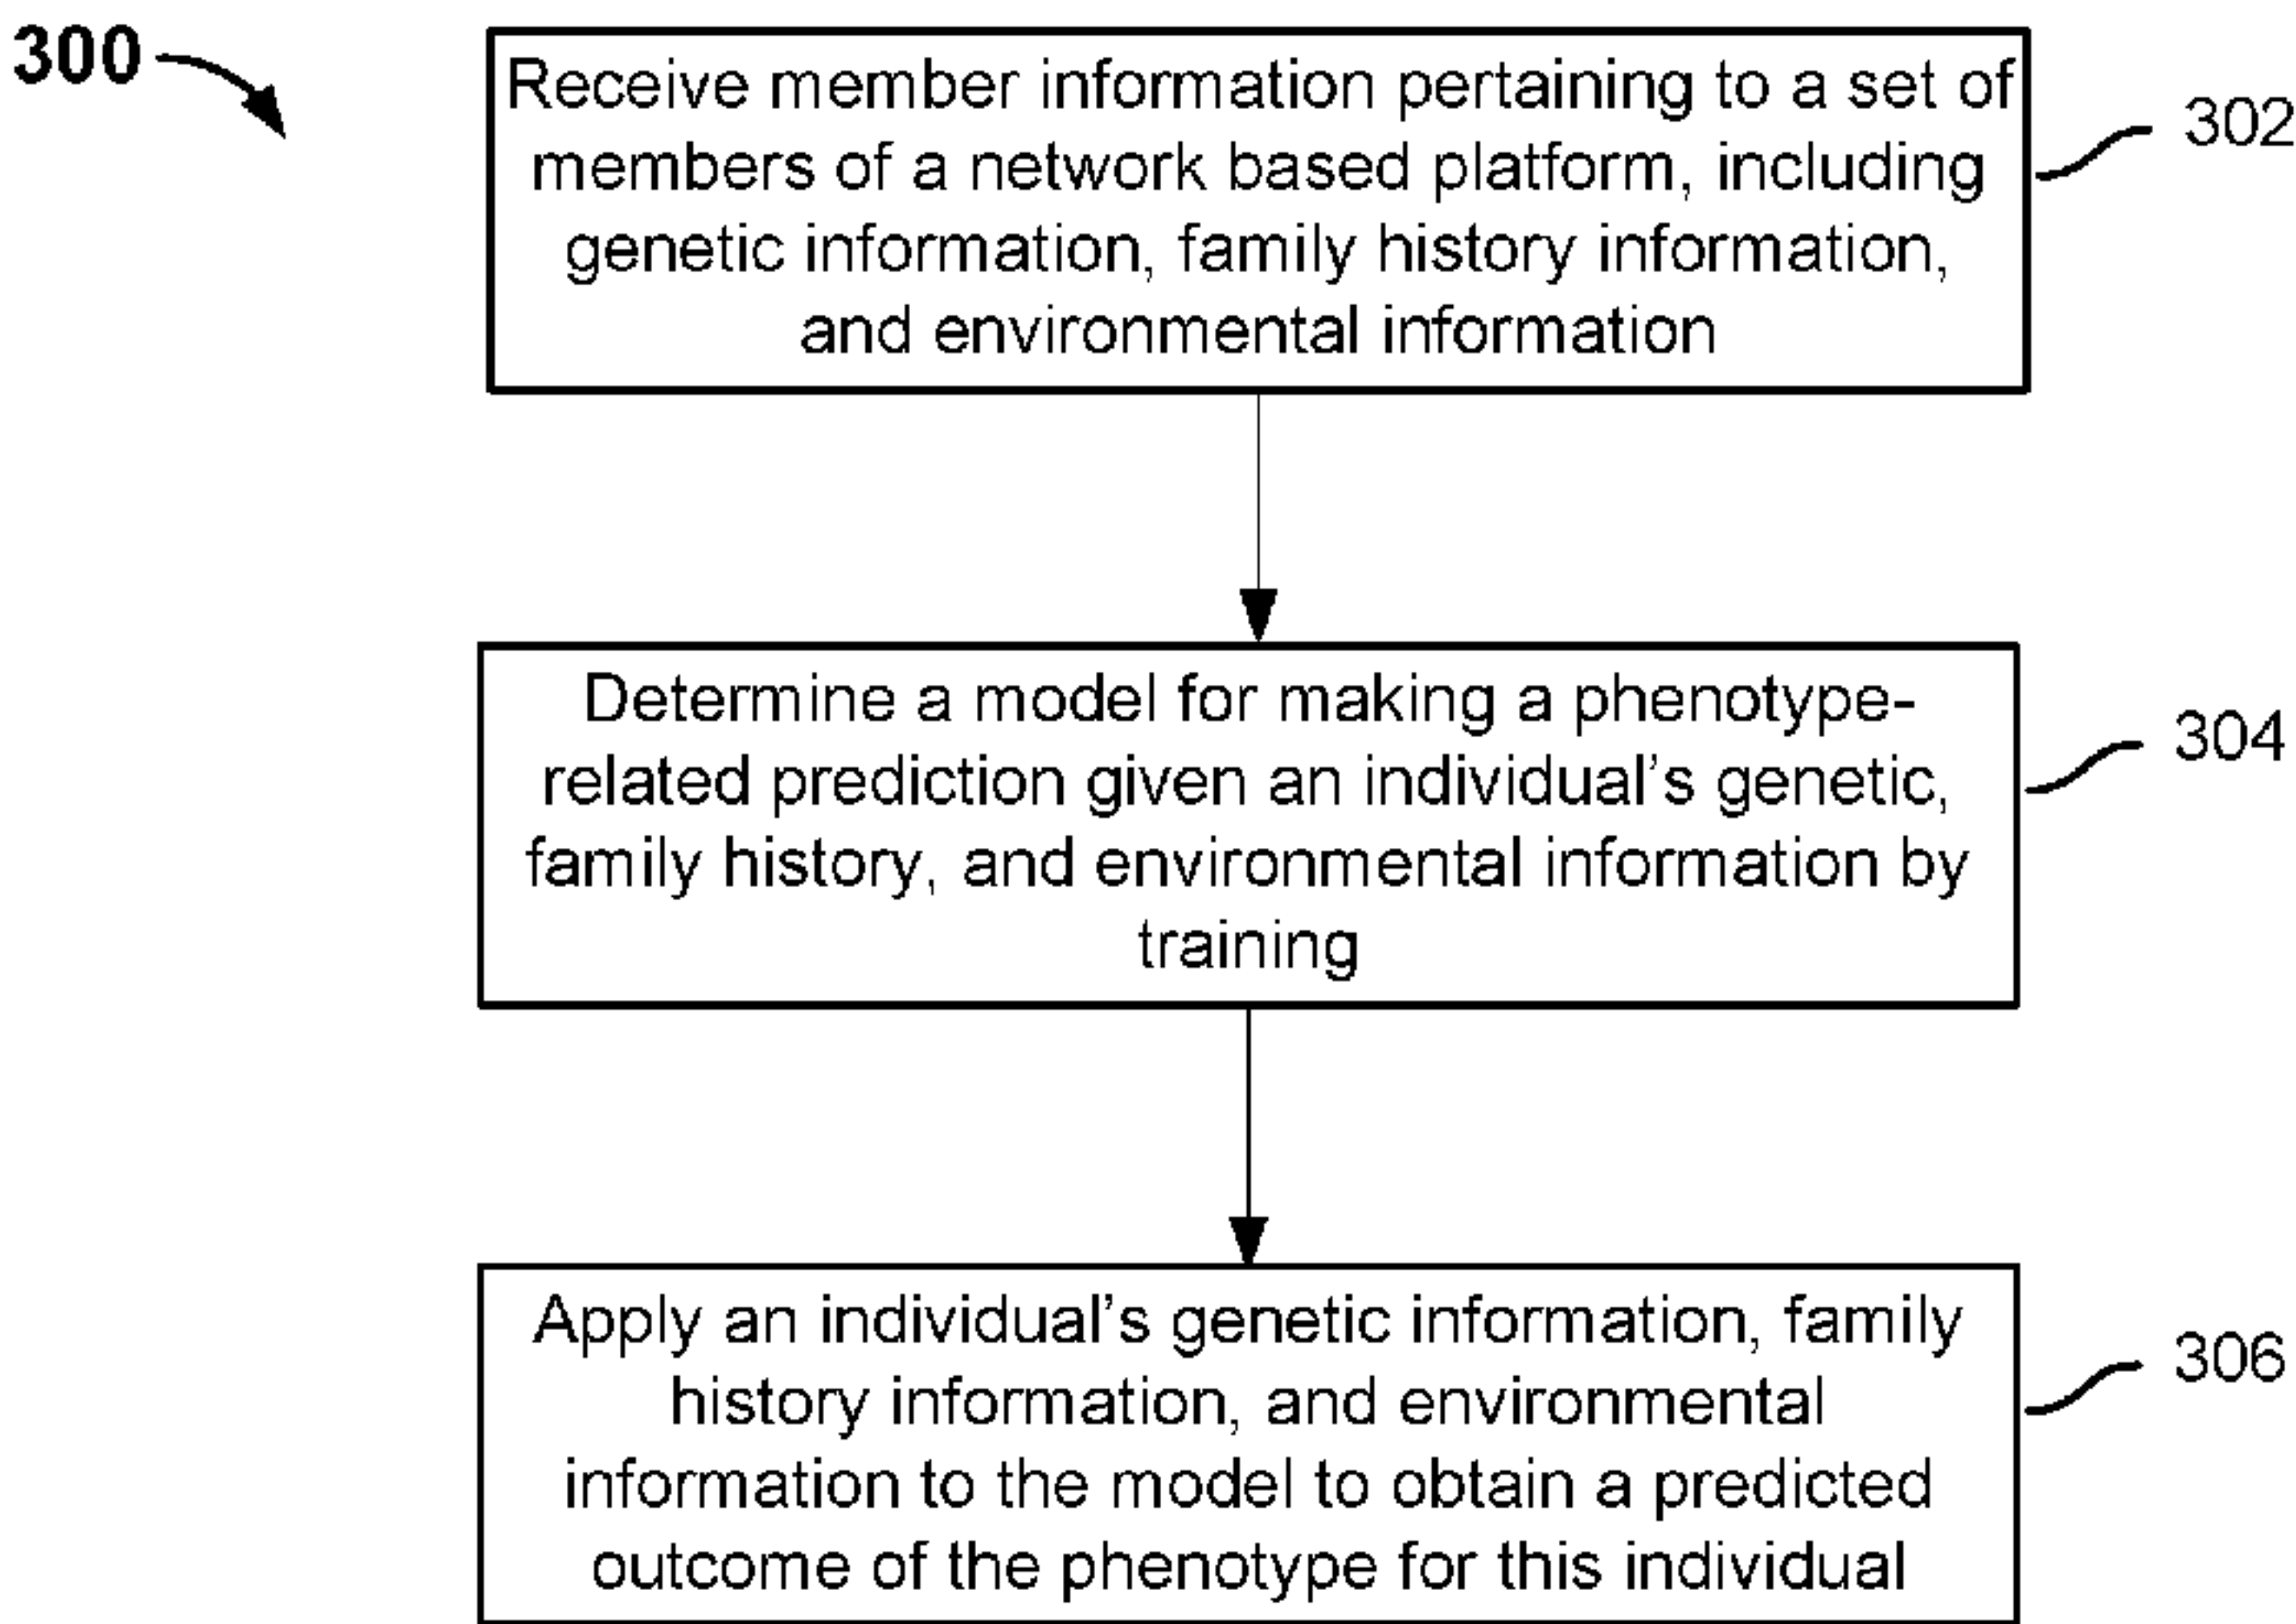 300
Receive member information pertaining to a set of
members of a network based platform, including
genetic information, family history information,
and environmental information
302
Determine a model for making a phenotype-
related prediction given an individual's genetic,
family history, and environmental information by
training
304
Apply an individual's genetic information, family
history information, and environmental
information to the model to obtain a predicted
outcome of the phenotype for this individual
306